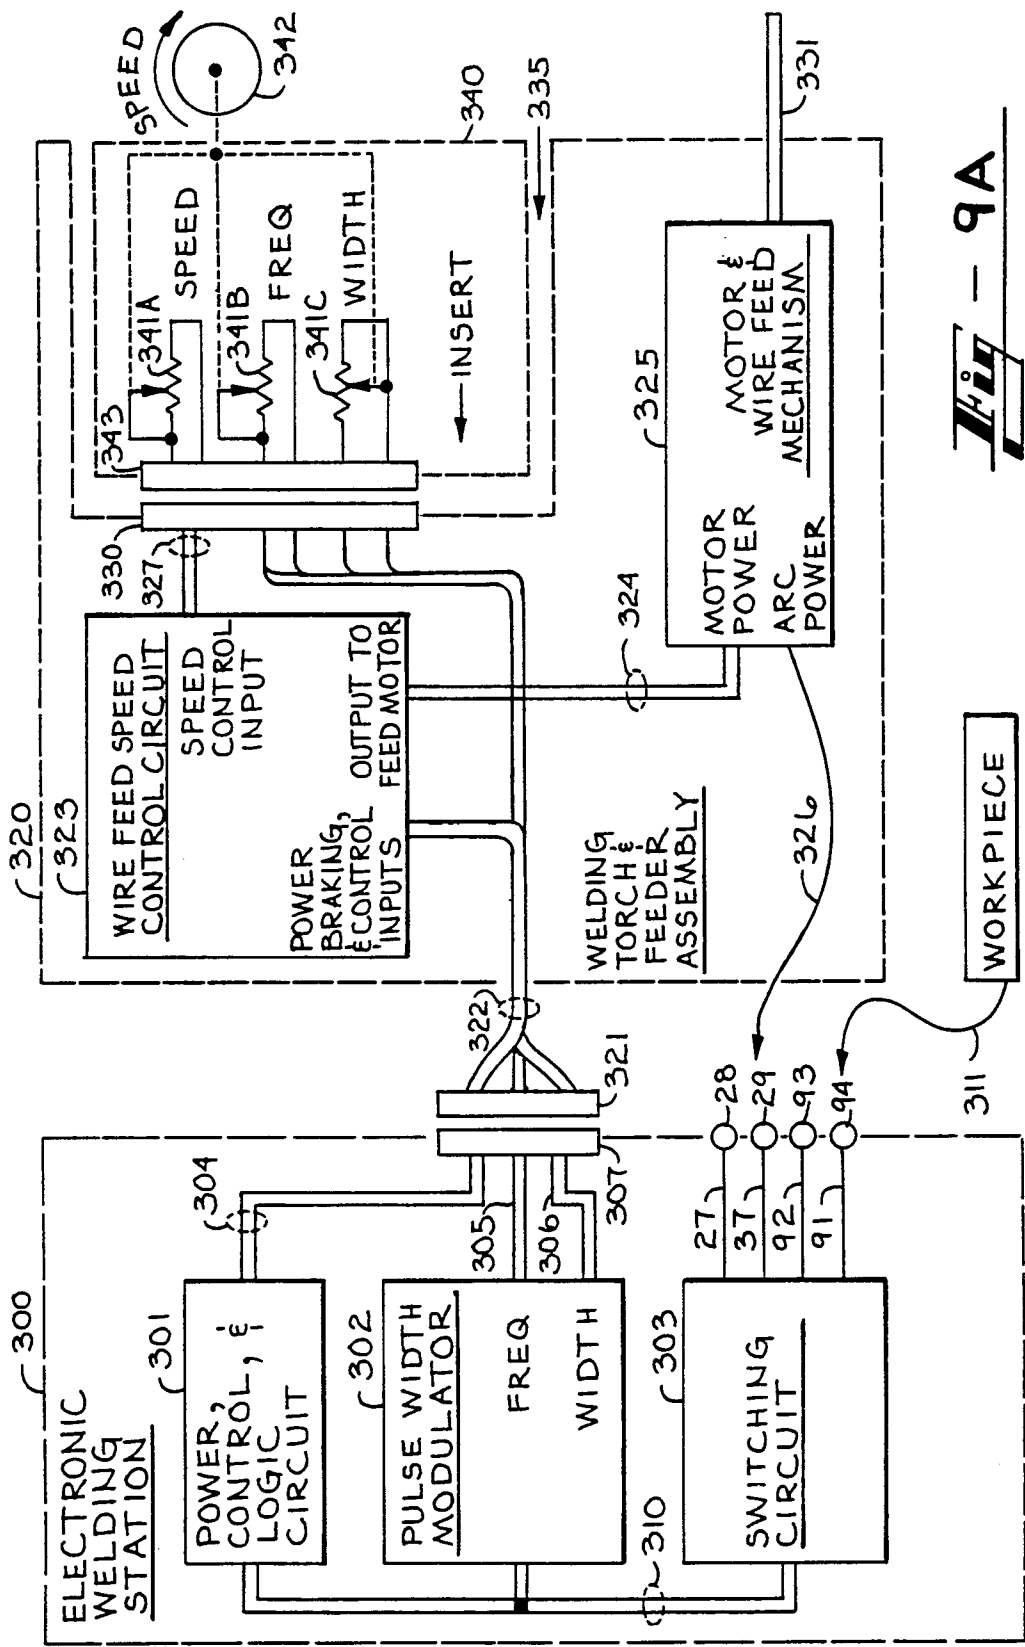 300
ELECTRONIC
WELDING
STATION
301
POWER,
CONTROL, &
LOGIC
CIRCUIT
304
302
PULSE WIDTH
MODULATOR
FREQ
WIDTH
305
306
307
303
SWITCHING
CIRCUIT
310
27
37
92
91
28
29
93
94
311
WORKPIECE
321
322
320
323
WIRE FEED SPEED
CONTROL CIRCUIT
SPEED
CONTROL
INPUT
POWER
BRAKING,
& CONTROL
INPUTS
OUTPUT TO
FEED MOTOR
WELDING
TORCH &
FEEDER
ASSEMBLY
324
326
325
MOTOR
POWER
ARC
POWER
MOTOR &
WIRE FEED
MECHANISM
331
330
327
343
341A
SPEED
341B
FREQ
341C
WIDTH
INSERT
335
340
SPEED
342
Fig-9A